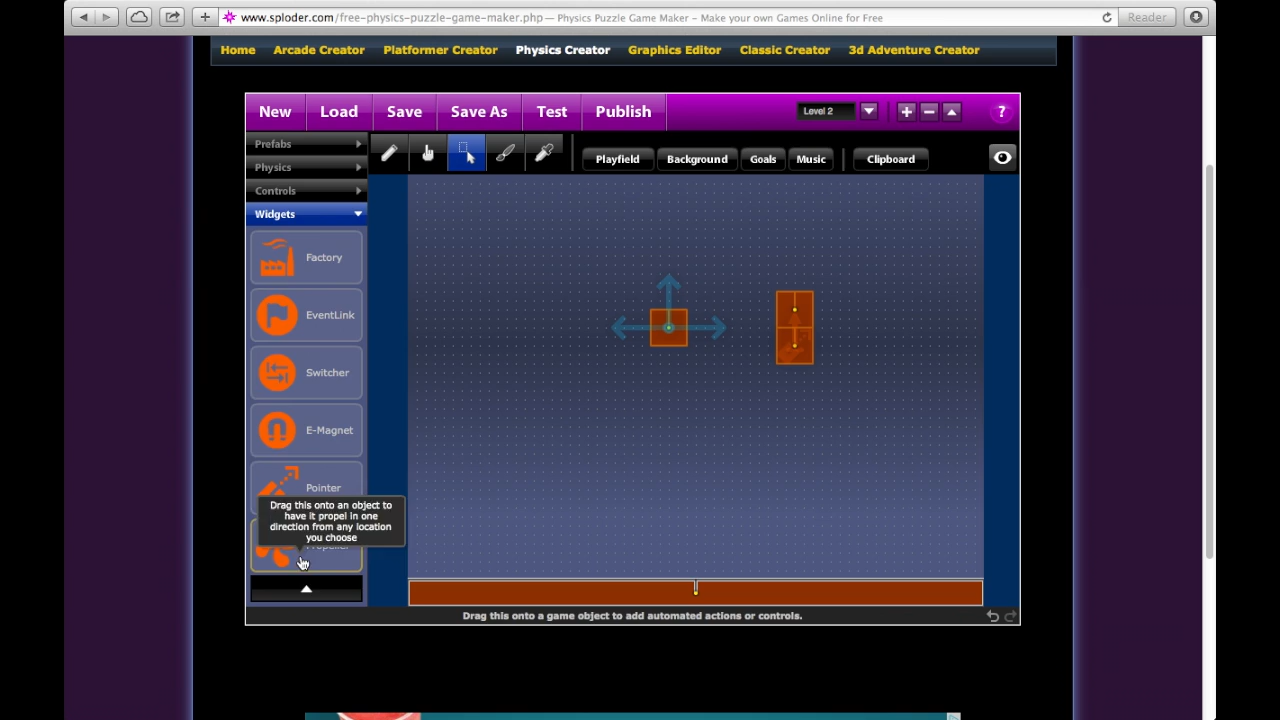 www.sploder.com/free-physics-puzzle-game-maker.php — Physics Puzzle Game Maker – Make your own Games Online for Free
Reader
Home Arcade Creator Platformer Creator Physics Creator Graphics Editor Classic Creator 3d Adventure Creator
New Load Save Save As Test Publish Level 2 ?
Prefabs
Physics
Controls
Widgets
Playfield Background Goals Music Clipboard
Factory
EventLink
Switcher
E-Magnet
Pointer
Drag this onto an object to
have it propel in one
direction from any location
you choose
Propeller
Drag this onto a game object to add automated actions or controls.